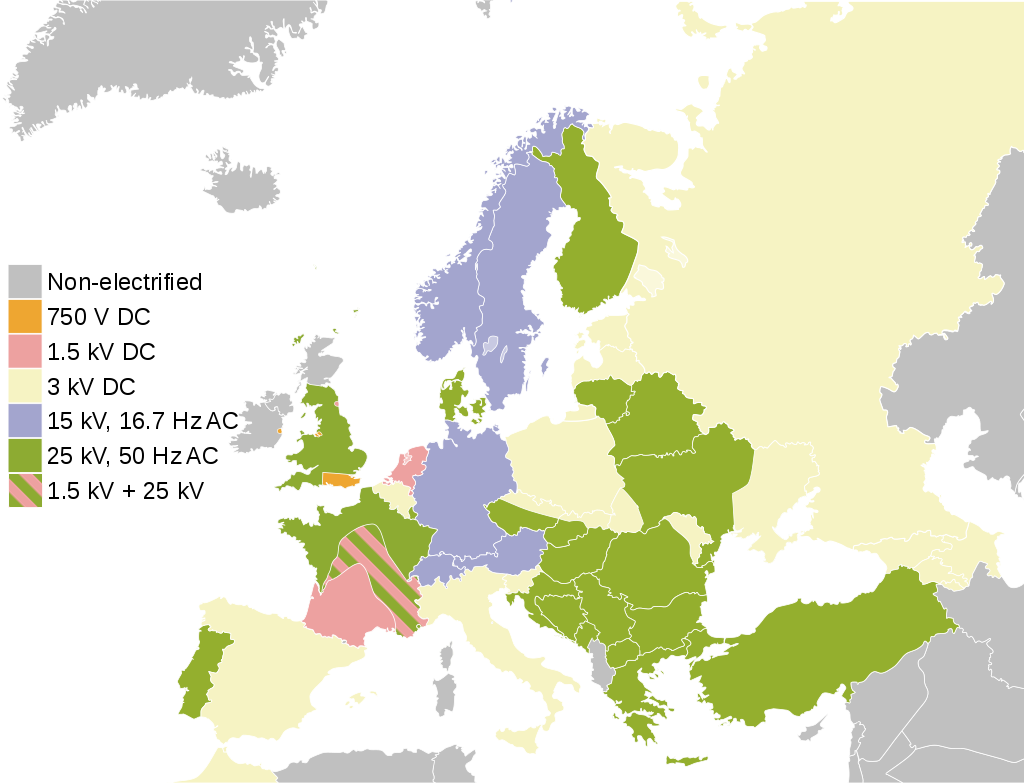 Non-electrified
750 V DC
1.5 kV DC
3 kV DC
15 kV, 16.7 Hz AC
25 kV, 50 Hz AC
1.5 kV + 25 kV